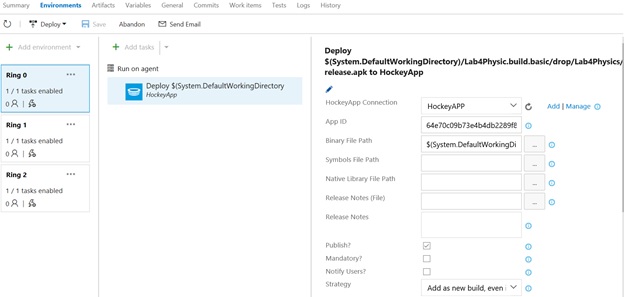 Summary Environments Artifacts Variables General Commits Work items Tests Logs History
Deploy Save Abandon Send Email
Add environment
Add tasks
Ring 0 ...
1 / 1 tasks enabled
0
Ring 1 ...
1 / 1 tasks enabled
0
Ring 2 ...
1 / 1 tasks enabled
0
Run on agent
Deploy $(System.DefaultWorkingDirectory
HockeyApp
Deploy
$(System.DefaultWorkingDirectory)/Lab4Physic.build.basic/drop/Lab4Physics/
release.apk to HockeyApp
HockeyApp Connection HockeyAPP Add | Manage
App ID 64e70c09b73e4b4db2289f8
Binary File Path $(System.DefaultWorkingDi ...
Symbols File Path ...
Native Library File Path ...
Release Notes (File) ...
Release Notes
Publish?
Mandatory?
Notify Users?
Strategy Add as new build, even